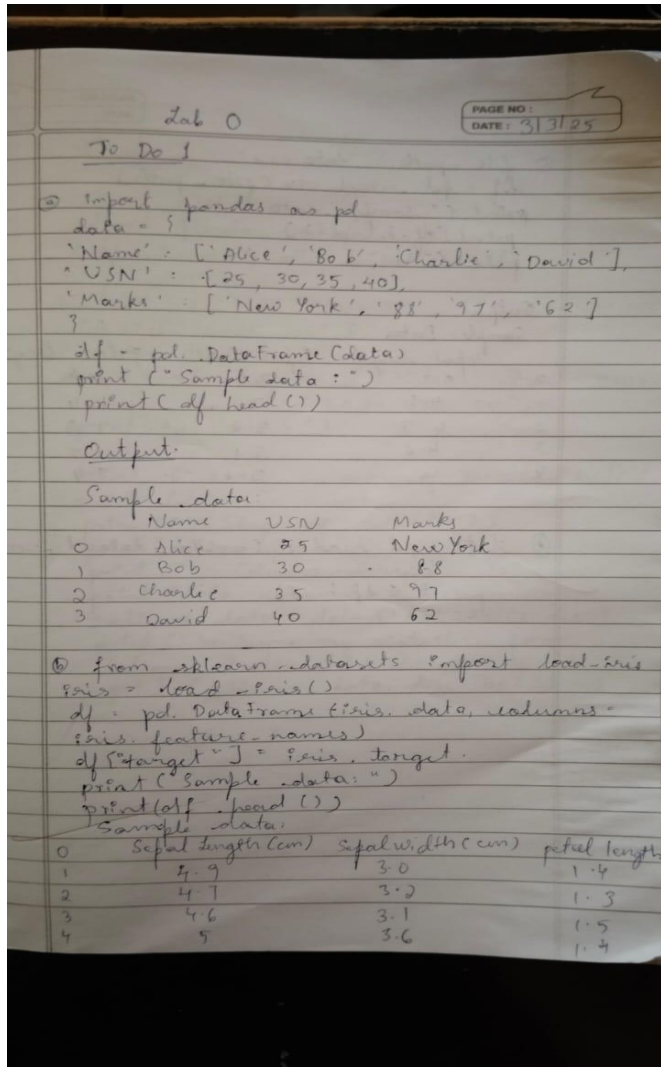 Lab 0
PAGE NO :
DATE : 3/3/25
To Do 1
(a) import pandas as pd
data = {
'Name' : ['Alice', 'Bob', 'Charlie', 'David'],
'USN' : [25, 30, 35, 40],
'Marks' : ['New York', '88', '97', '62']
}
df = pd. DataFrame (data)
print ("Sample data : ")
print ( df head ())
Output.
Sample data:
Name USN Marks
0 Alice 25 New York
1 Bob 30 88
2 Charlie 35 97
3 David 40 62
(b) from sklearn.datasets import load-iris
iris = load-iris()
df = pd. DataFrame (iris. data, columns =
iris. feature-names)
df ["target"] = iris. target.
print ("Sample data: ")
print(df head ())
Sample data:
0 Sepal length (cm) Sepal width (cm) petal length
1 4.9 3.0 1.4
2 4.7 3.2 1.3
3 4.6 3.1 1.5
4 5 3.6 1.4